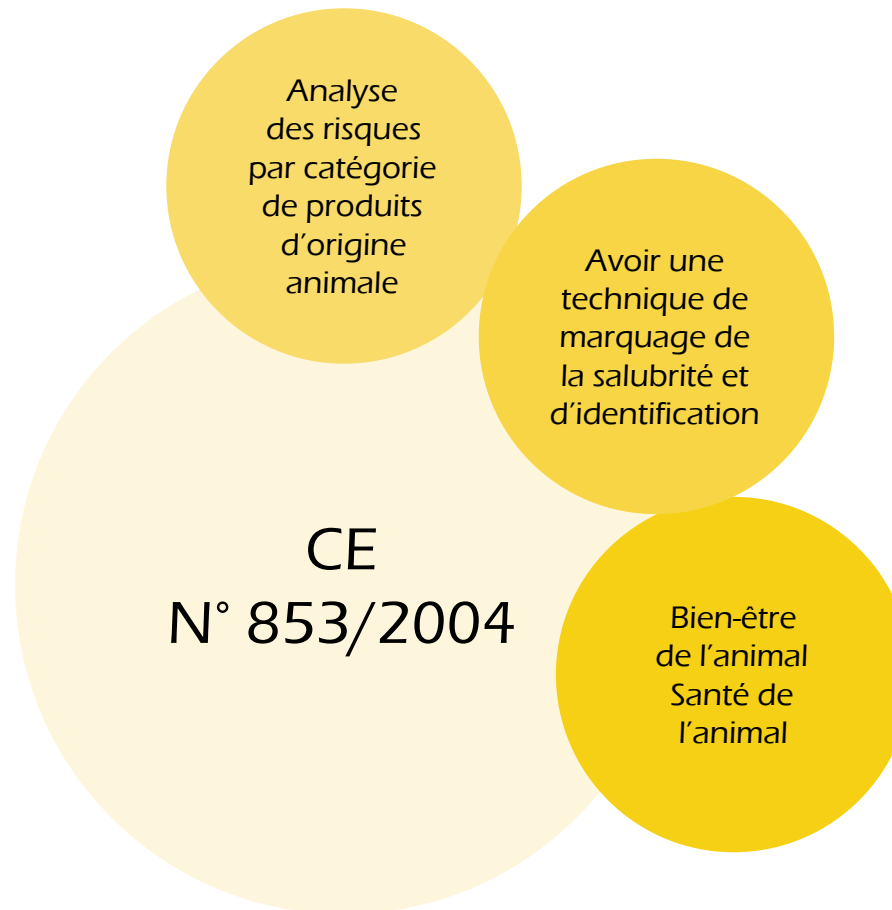 Analyse
des risques
par catégorie
de produits
d'origine
animale
Avoir une
technique de
marquage de
la salubrité et
d'identification
CE
N° 853/2004
Bien-être
de l'animal
Santé de
l'animal